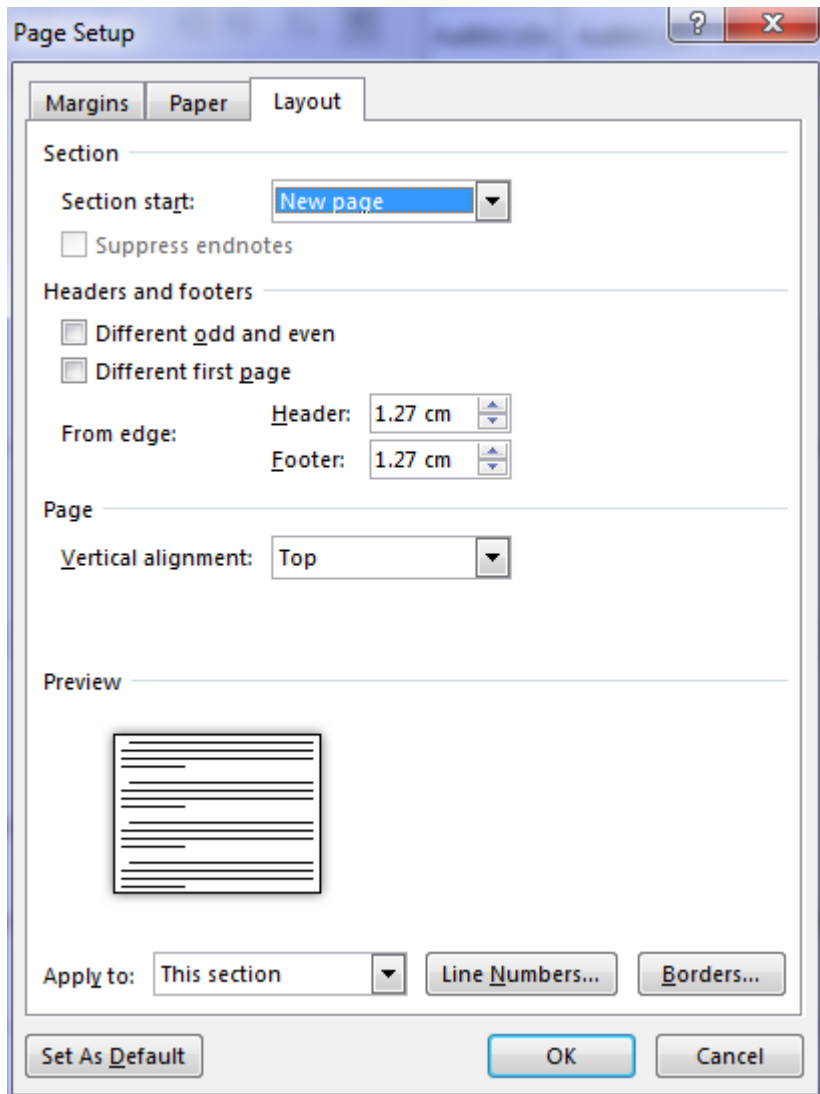 Page Setup
Margins Paper Layout
Section
Section start: New page
Suppress endnotes
Headers and footers
Different odd and even
Different first page
Header: 1.27 cm
From edge:
Footer: 1.27 cm
Page
Vertical alignment: Top
Preview
Apply to: This section Line Numbers... Borders...
Set As Default OK Cancel